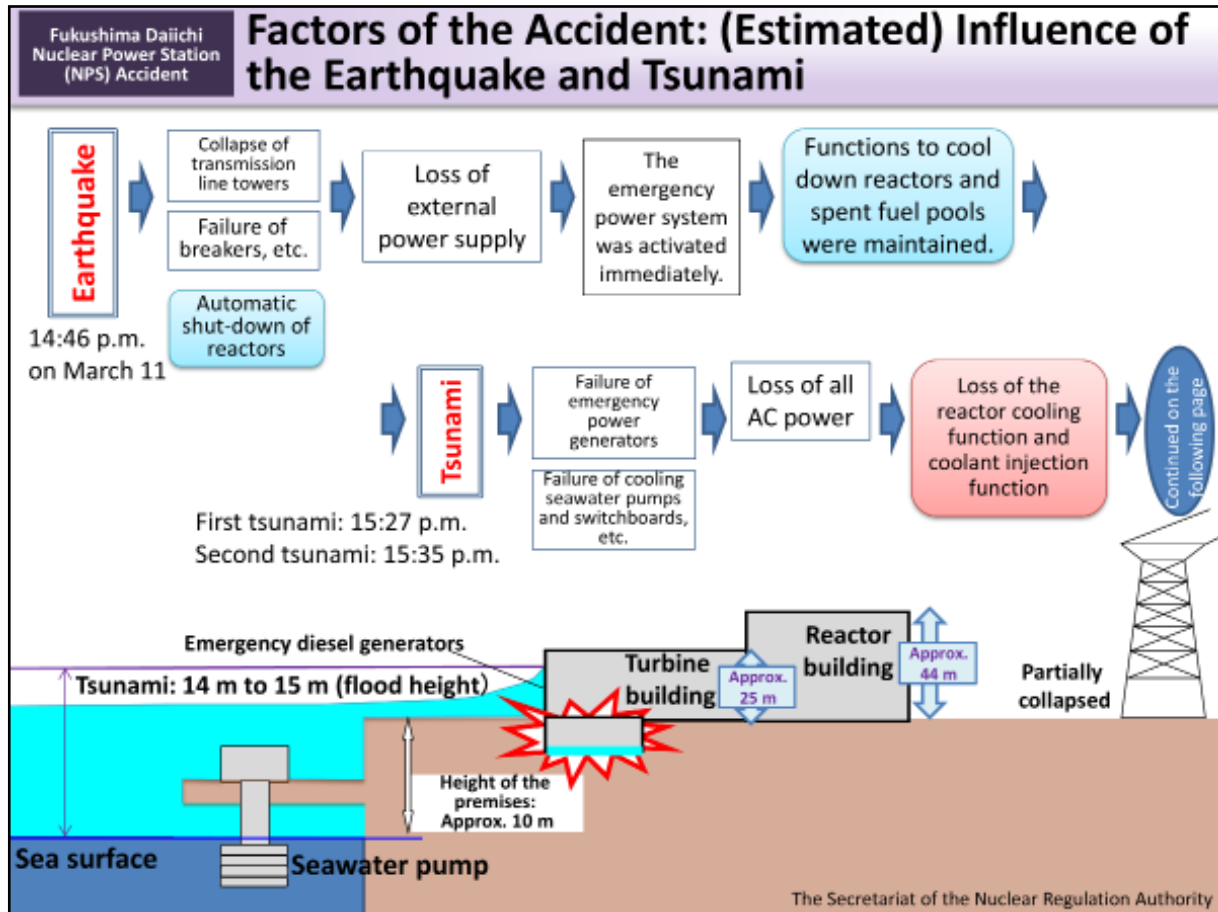 Fukushima Daiichi
Nuclear Power Station
(NPS) Accident
Factors of the Accident: (Estimated) Influence of
the Earthquake and Tsunami
Earthquake
14:46 p.m.
on March 11
Collapse of
transmission
line towers
Failure of
breakers, etc.
Automatic
shut-down of
reactors
Loss of
external
power supply
The
emergency
power system
was activated
immediately.
Functions to cool
down reactors and
spent fuel pools
were maintained.
Tsunami
First tsunami: 15:27 p.m.
Second tsunami: 15:35 p.m.
Failure of
emergency
power
generators
Failure of cooling
seawater pumps
and switchboards,
etc.
Loss of all
AC power
Loss of the
reactor cooling
function and
coolant injection
function
Continued on the
following page
Emergency diesel generators
Tsunami: 14 m to 15 m (flood height)
Turbine
building
Approx.
25 m
Reactor
building
Approx.
44 m
Partially
collapsed
Height of the
premises:
Approx. 10 m
Sea surface
Seawater pump
The Secretariat of the Nuclear Regulation Authority